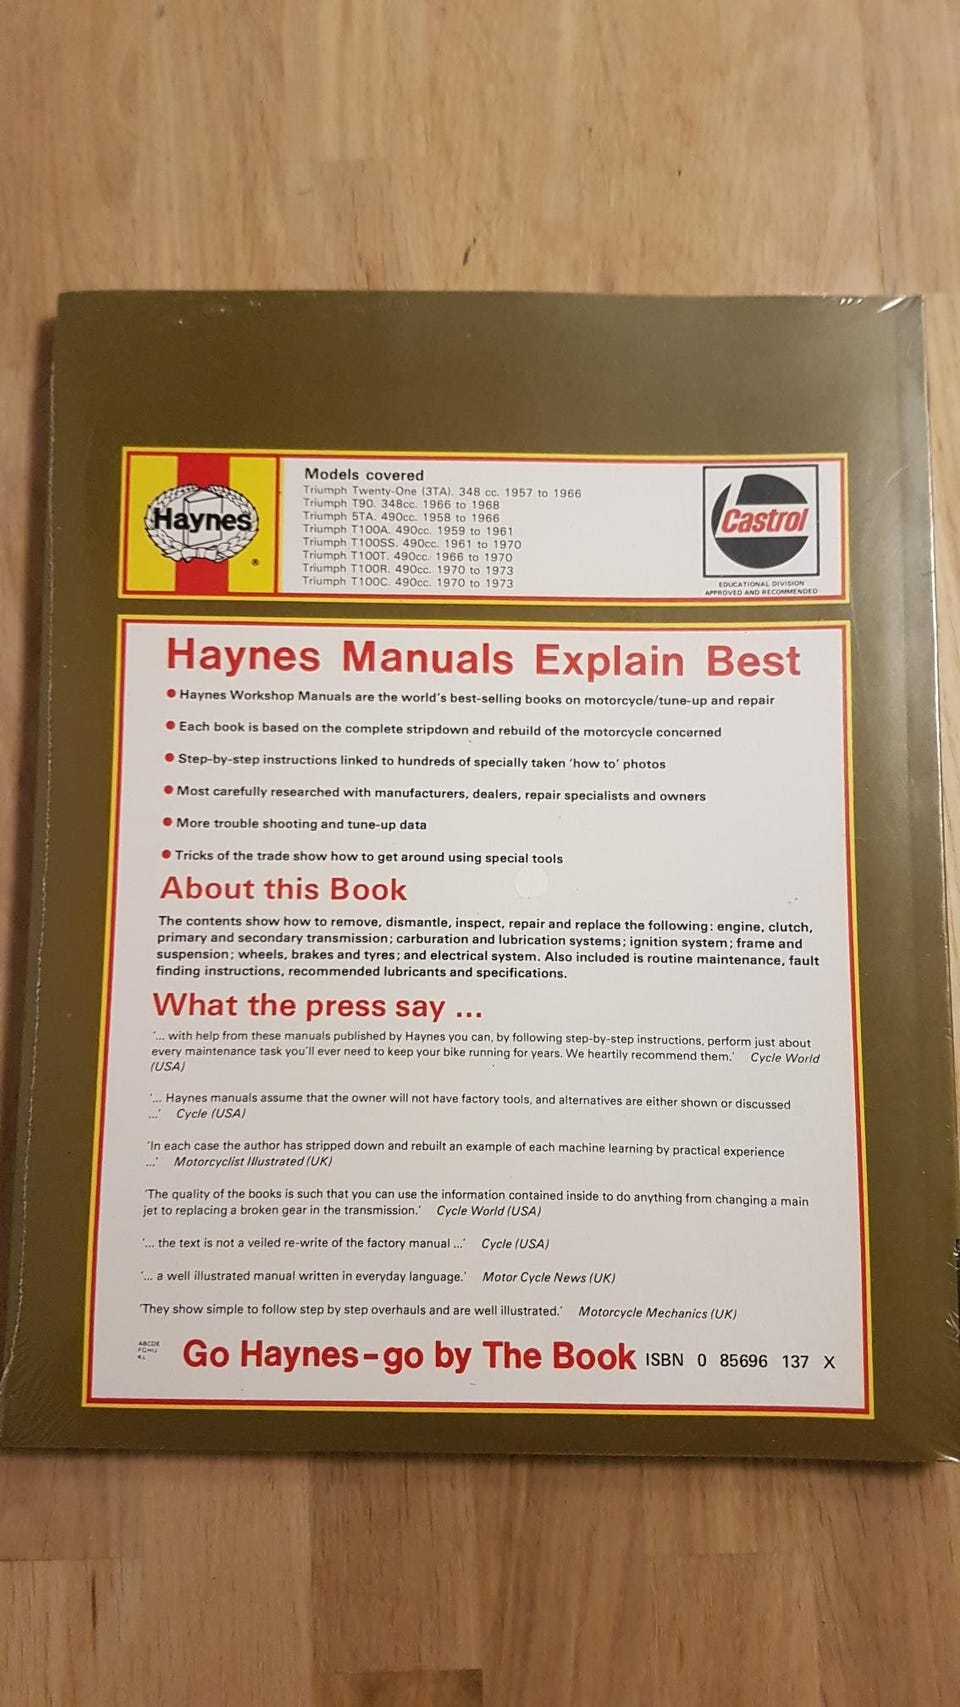 Haynes
®
Models covered
Triumph Twenty-One (3TA). 348 cc. 1957 to 1966
Triumph T90. 348cc. 1966 to 1968
Triumph 5TA. 490cc. 1958 to 1966
Triumph T100A. 490cc. 1959 to 1961
Triumph T100SS. 490cc. 1961 to 1970
Triumph T100T. 490cc. 1966 to 1970
Triumph T100R. 490cc. 1970 to 1973
Triumph T100C. 490cc. 1970 to 1973
Castrol
EDUCATIONAL DIVISION
APPROVED AND RECOMMENDED
Haynes Manuals Explain Best
● Haynes Workshop Manuals are the world's best-selling books on motorcycle/tune-up and repair
● Each book is based on the complete stripdown and rebuild of the motorcycle concerned
● Step-by-step instructions linked to hundreds of specially taken 'how to' photos
● Most carefully researched with manufacturers, dealers, repair specialists and owners
● More trouble shooting and tune-up data
● Tricks of the trade show how to get around using special tools
About this Book
The contents show how to remove, dismantle, inspect, repair and replace the following: engine, clutch,
primary and secondary transmission; carburation and lubrication systems; ignition system; frame and
suspension; wheels, brakes and tyres; and electrical system. Also included is routine maintenance, fault
finding instructions, recommended lubricants and specifications.
What the press say ...
'... with help from these manuals published by Haynes you can, by following step-by-step instructions, perform just about
every maintenance task you'll ever need to keep your bike running for years. We heartily recommend them.' Cycle World
(USA)
'... Haynes manuals assume that the owner will not have factory tools, and alternatives are either shown or discussed
...' Cycle (USA)
'In each case the author has stripped down and rebuilt an example of each machine learning by practical experience
...' Motorcyclist Illustrated (UK)
'The quality of the books is such that you can use the information contained inside to do anything from changing a main
jet to replacing a broken gear in the transmission.' Cycle World (USA)
'... the text is not a veiled re-write of the factory manual ...' Cycle (USA)
'... a well illustrated manual written in everyday language.' Motor Cycle News (UK)
'They show simple to follow step by step overhauls and are well illustrated.' Motorcycle Mechanics (UK)
ABCDE
FGHIJ
KL
Go Haynes-go by The Book ISBN 0 85696 137 X